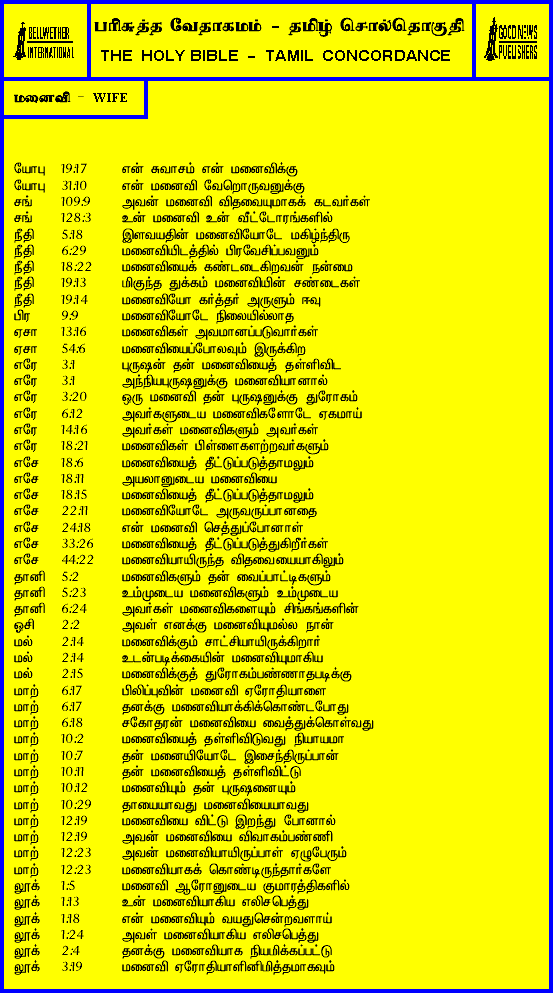 BELLWETHER
INTERNATIONAL
பரிசுத்த வேதாகமம் - தமிழ் சொல்தொகுதி
THE HOLY BIBLE - TAMIL CONCORDANCE
GOOD NEWS
PUBLISHERS
மனைவி - WIFE
யோபு 19:17 என் சுவாசம் என் மனைவிக்கு
யோபு 31:10 என் மனைவி வேறொருவனுக்கு
சங் 109:9 அவன் மனைவி விதவையுமாகக் கடவர்கள்
சங் 128:3 உன் மனைவி உன் வீட்டோரங்களில்
நீதி 5:18 இளவயதின் மனைவியோடே மகிழ்ந்திரு
நீதி 6:29 மனைவியிடத்தில் பிரவேசிப்பவனும்
நீதி 18:22 மனைவியைக் கண்டடைகிறவன் நன்மை
நீதி 19:13 மிகுந்த துக்கம் மனைவியின் சண்டைகள்
நீதி 19:14 மனைவியோ கர்த்தர் அருளும் ஈவு
பிர 9:9 மனைவியோடே நிலையில்லாத
ஏசா 13:16 மனைவிகள் அவமானப்படுவார்கள்
ஏசா 54:6 மனைவியைப்போலவும் இருக்கிற
எரே 3:1 புருஷன் தன் மனைவியைத் தள்ளிவிட
எரே 3:1 அந்நியபுருஷனுக்கு மனைவியானால்
எரே 3:20 ஒரு மனைவி தன் புருஷனுக்கு துரோகம்
எரே 6:12 அவர்களுடைய மனைவிகளோடே ஏகமாய்
எரே 14:16 அவர்கள் மனைவிகளும் அவர்கள்
எரே 18:21 மனைவிகள் பிள்ளைகளற்றவர்களும்
எசே 18:6 மனைவியைத் தீட்டுப்படுத்தாமலும்
எசே 18:11 அயலானுடைய மனைவியை
எசே 18:15 மனைவியைத் தீட்டுப்படுத்தாமலும்
எசே 22:11 மனைவியோடே அருவருப்பானதை
எசே 24:18 என் மனைவி செத்துப்போனாள்
எசே 33:26 மனைவியைத் தீட்டுப்படுத்துகிறீர்கள்
எசே 44:22 மனைவியாயிருந்த விதவையையாகிலும்
தானி 5:2 மனைவிகளும் தன் வைப்பாட்டிகளும்
தானி 5:23 உம்முடைய மனைவிகளும் உம்முடைய
தானி 6:24 அவர்கள் மனைவிகளையும் சிங்கங்களின்
ஓசி 2:2 அவள் எனக்கு மனைவியுமல்ல நான்
மல் 2:14 மனைவிக்கும் சாட்சியாயிருக்கிறார்
மல் 2:14 உடன்படிக்கையின் மனைவியுமாகிய
மல் 2:15 மனைவிக்குத் துரோகம்பண்ணாதபடிக்கு
மாற் 6:17 பிலிப்புவின் மனைவி ஏரோதியாளை
மாற் 6:17 தனக்கு மனைவியாக்கிக்கொண்டபோது
மாற் 6:18 சகோதரன் மனைவியை வைத்துக்கொள்வது
மாற் 10:2 மனைவியைத் தள்ளிவிடுவது நியாயமா
மாற் 10:7 தன் மனையியோடே இசைந்திருப்பான்
மாற் 10:11 தன் மனைவியைத் தள்ளிவிட்டு
மாற் 10:12 மனைவியும் தன் புருஷனையும்
மாற் 10:29 தாயையாவது மனைவியையாவது
மாற் 12:19 மனைவியை விட்டு இறந்து போனால்
மாற் 12:19 அவன் மனைவியை விவாகம்பண்ணி
மாற் 12:23 அவன் மனைவியாயிருப்பாள் ஏழுபேரும்
மாற் 12:23 மனைவியாகக் கொண்டிருந்தார்களே
லூக் 1:5 மனைவி ஆரோனுடைய குமாரத்திகளில்
லூக் 1:13 உன் மனைவியாகிய எலிசபெத்து
லூக் 1:18 என் மனைவியும் வயதுசென்றவளாய்
லூக் 1:24 அவள் மனைவியாகிய எலிசபெத்து
லூக் 2:4 தனக்கு மனைவியாக நியமிக்கப்பட்டு
லூக் 3:19 மனைவி ஏரோதியாளினிமித்தமாகவும்